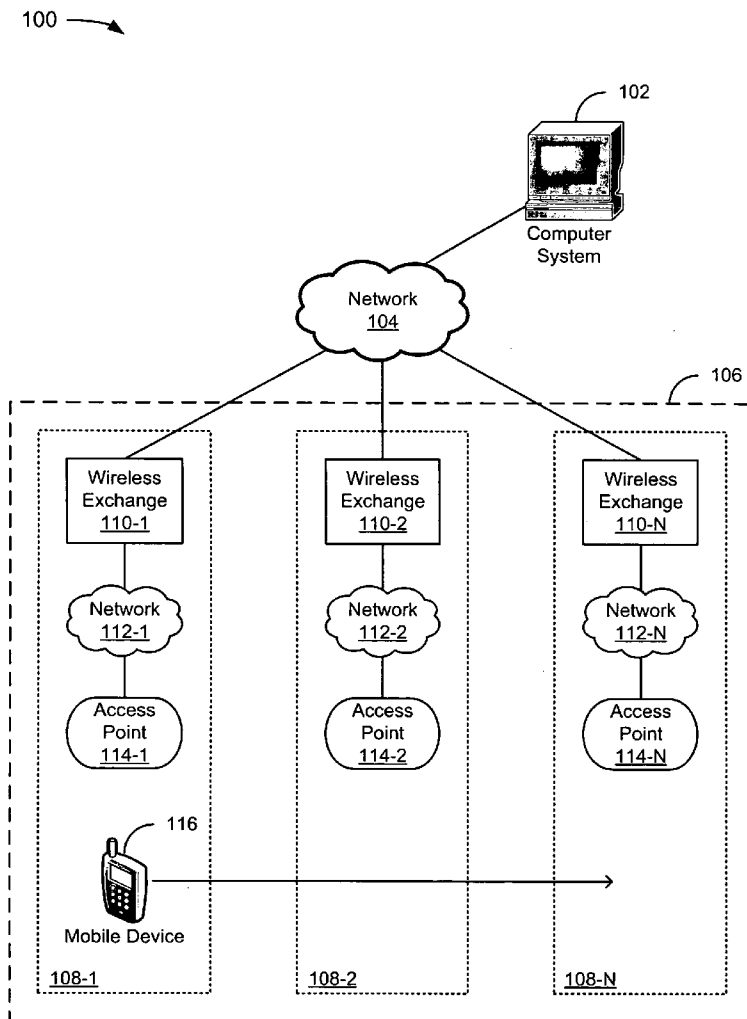 100
102
Computer
System
Network
104
106
Wireless
Exchange
110-1
Wireless
Exchange
110-2
Wireless
Exchange
110-N
Network
112-1
Network
112-2
Network
112-N
Access
Point
114-1
Access
Point
114-2
Access
Point
114-N
116
Mobile Device
108-1
108-2
108-N